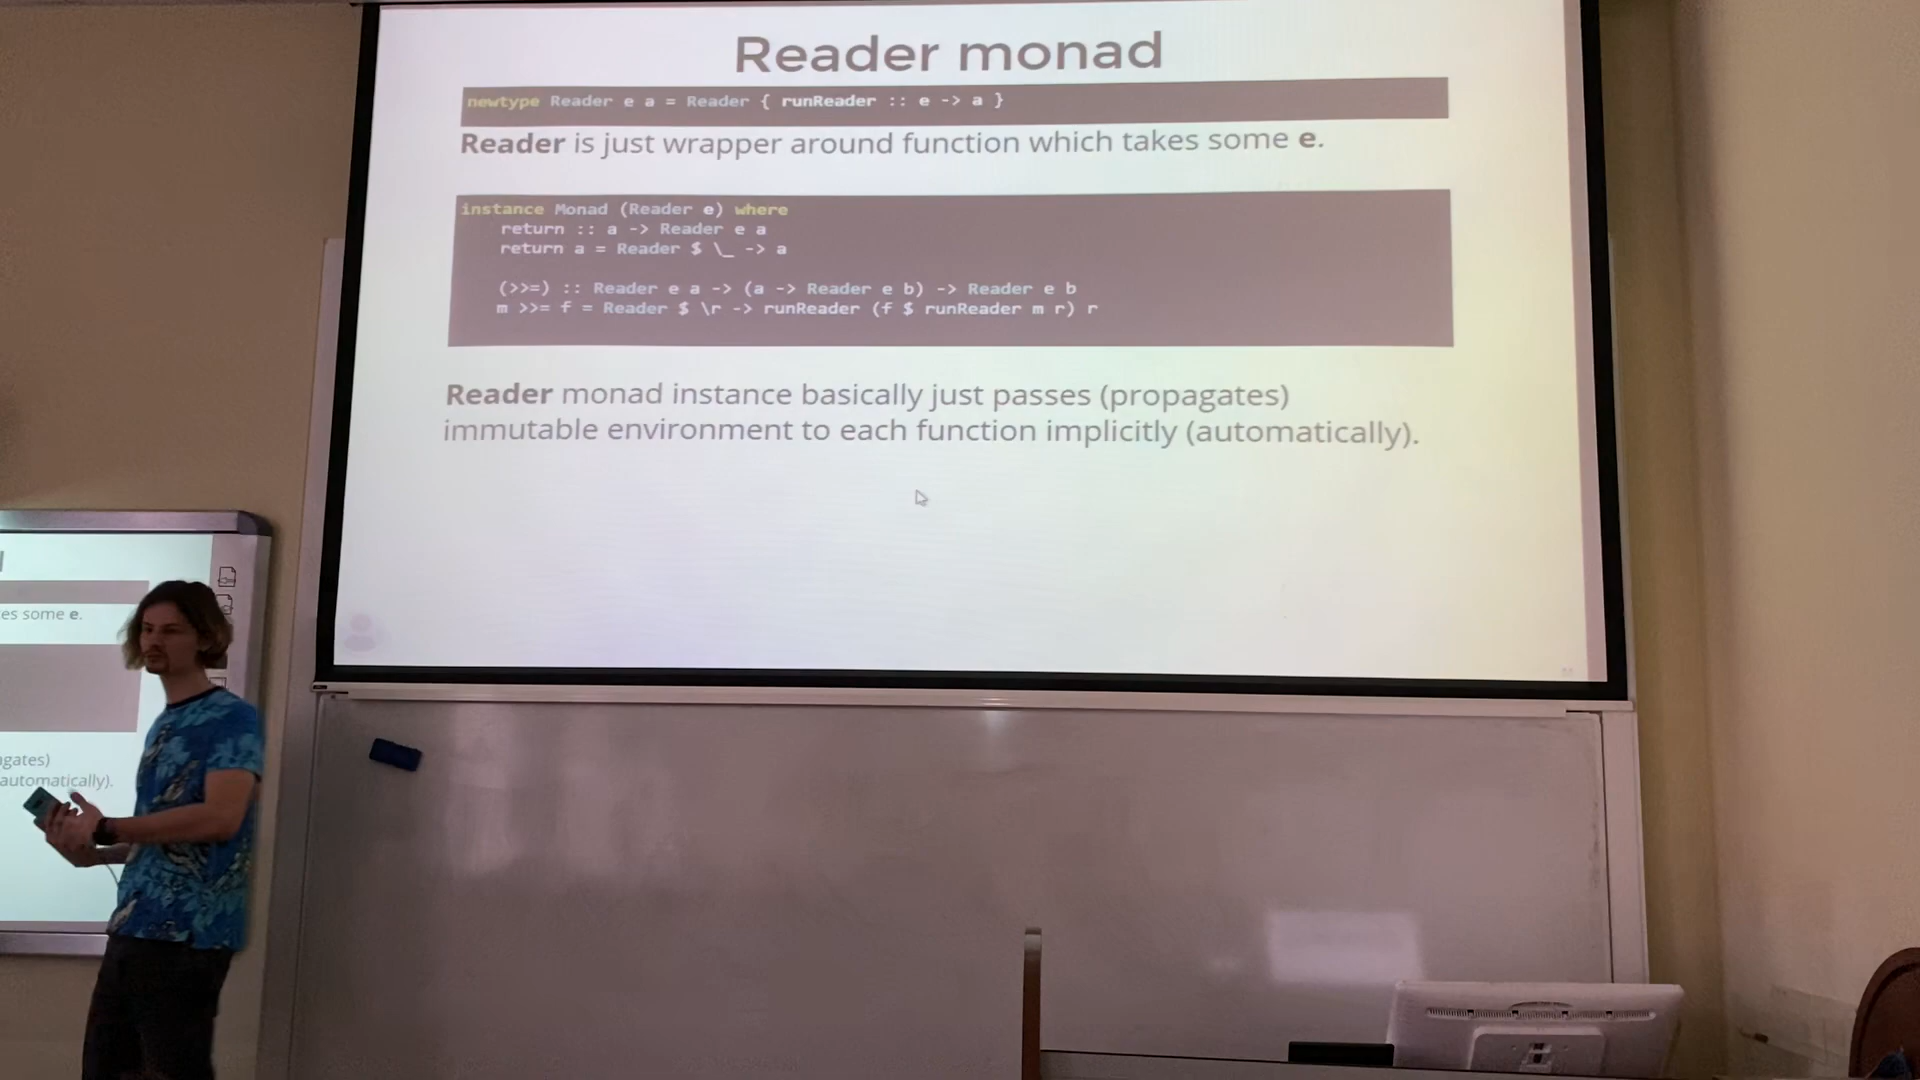 Reader monad
newtype Reader e a = Reader { runReader :: e -> a }
Reader is just wrapper around function which takes some e.
instance Monad (Reader e) where
return :: a -> Reader e a
return a = Reader $ \_ -> a
(>>=) :: Reader e a -> (a -> Reader e b) -> Reader e b
m >>= f = Reader $ \r -> runReader (f $ runReader m r) r
Reader monad instance basically just passes (propagates)
immutable environment to each function implicitly (automatically).
es some e.
gates)
automatically).